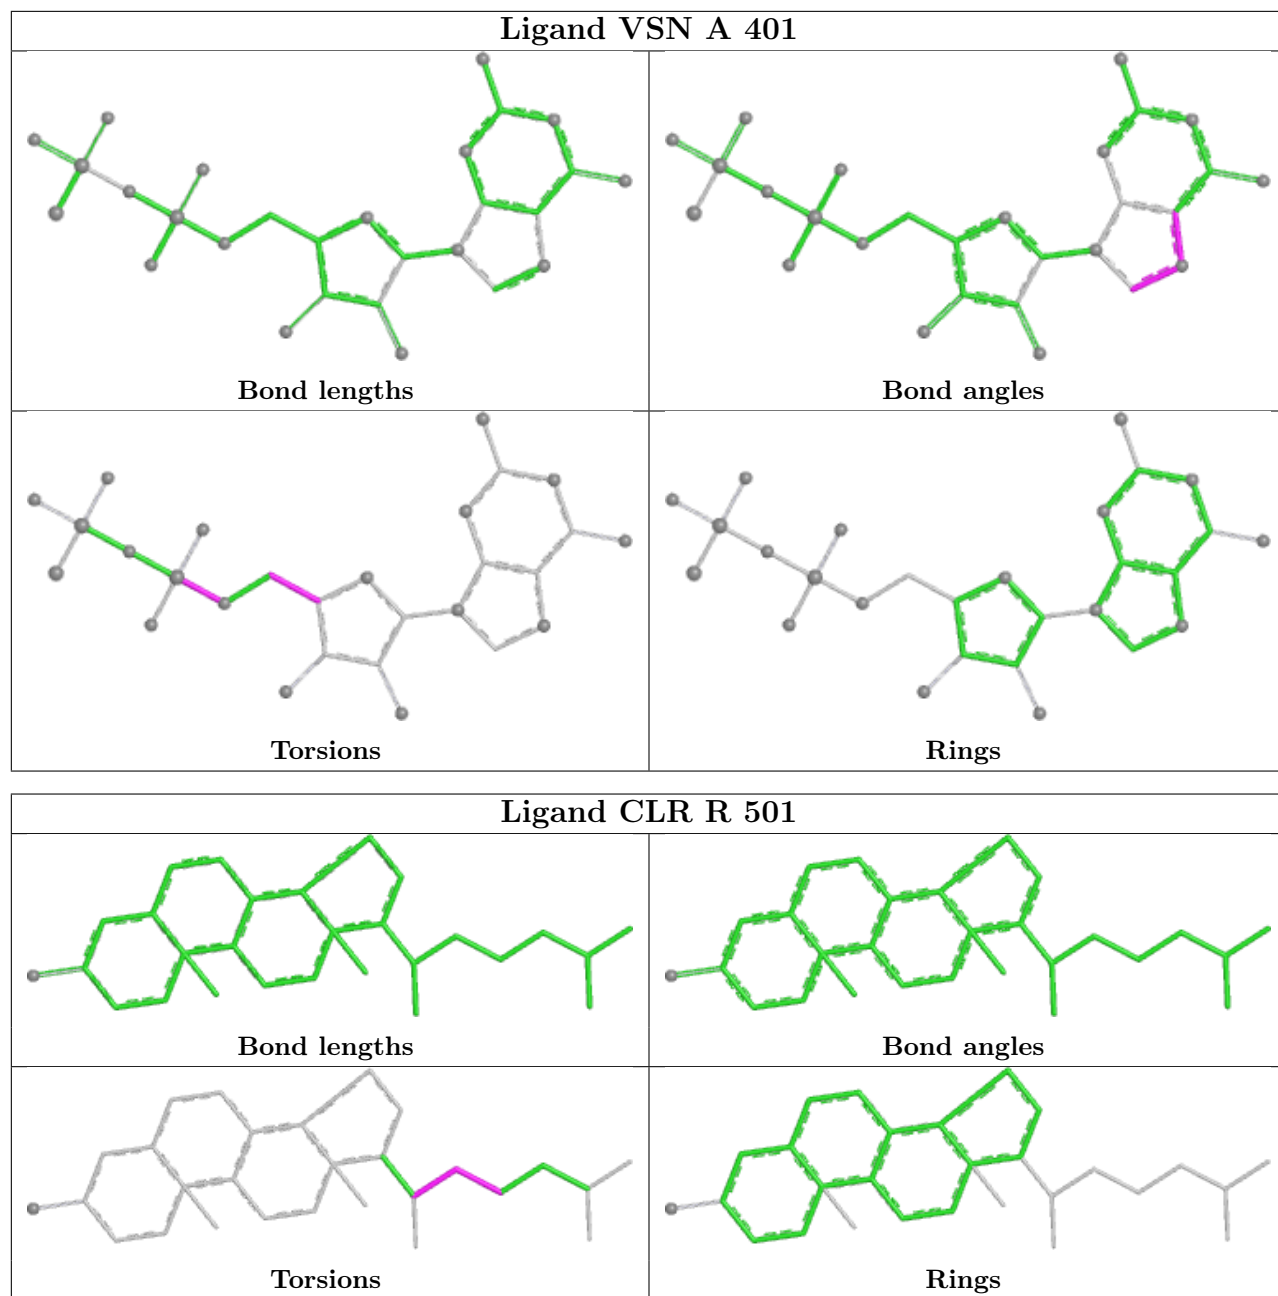 Ligand VSN A 401
Bond lengths
Bond angles
Torsions
Rings
Ligand CLR R 501
Bond lengths
Bond angles
Torsions
Rings